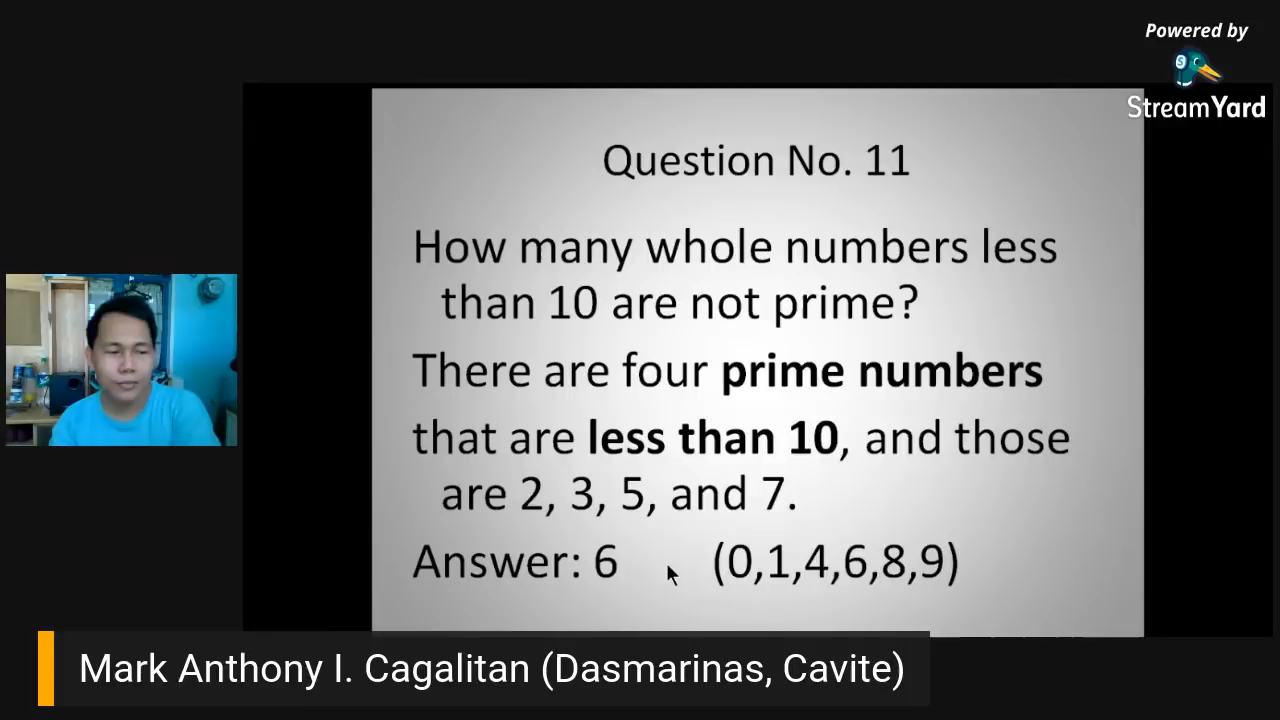 Powered by
StreamYard
Question No. 11
How many whole numbers less
than 10 are not prime?
There are four prime numbers
that are less than 10, and those
are 2, 3, 5, and 7.
Answer: 6 (0,1,4,6,8,9)
Mark Anthony I. Cagalitan (Dasmarinas, Cavite)